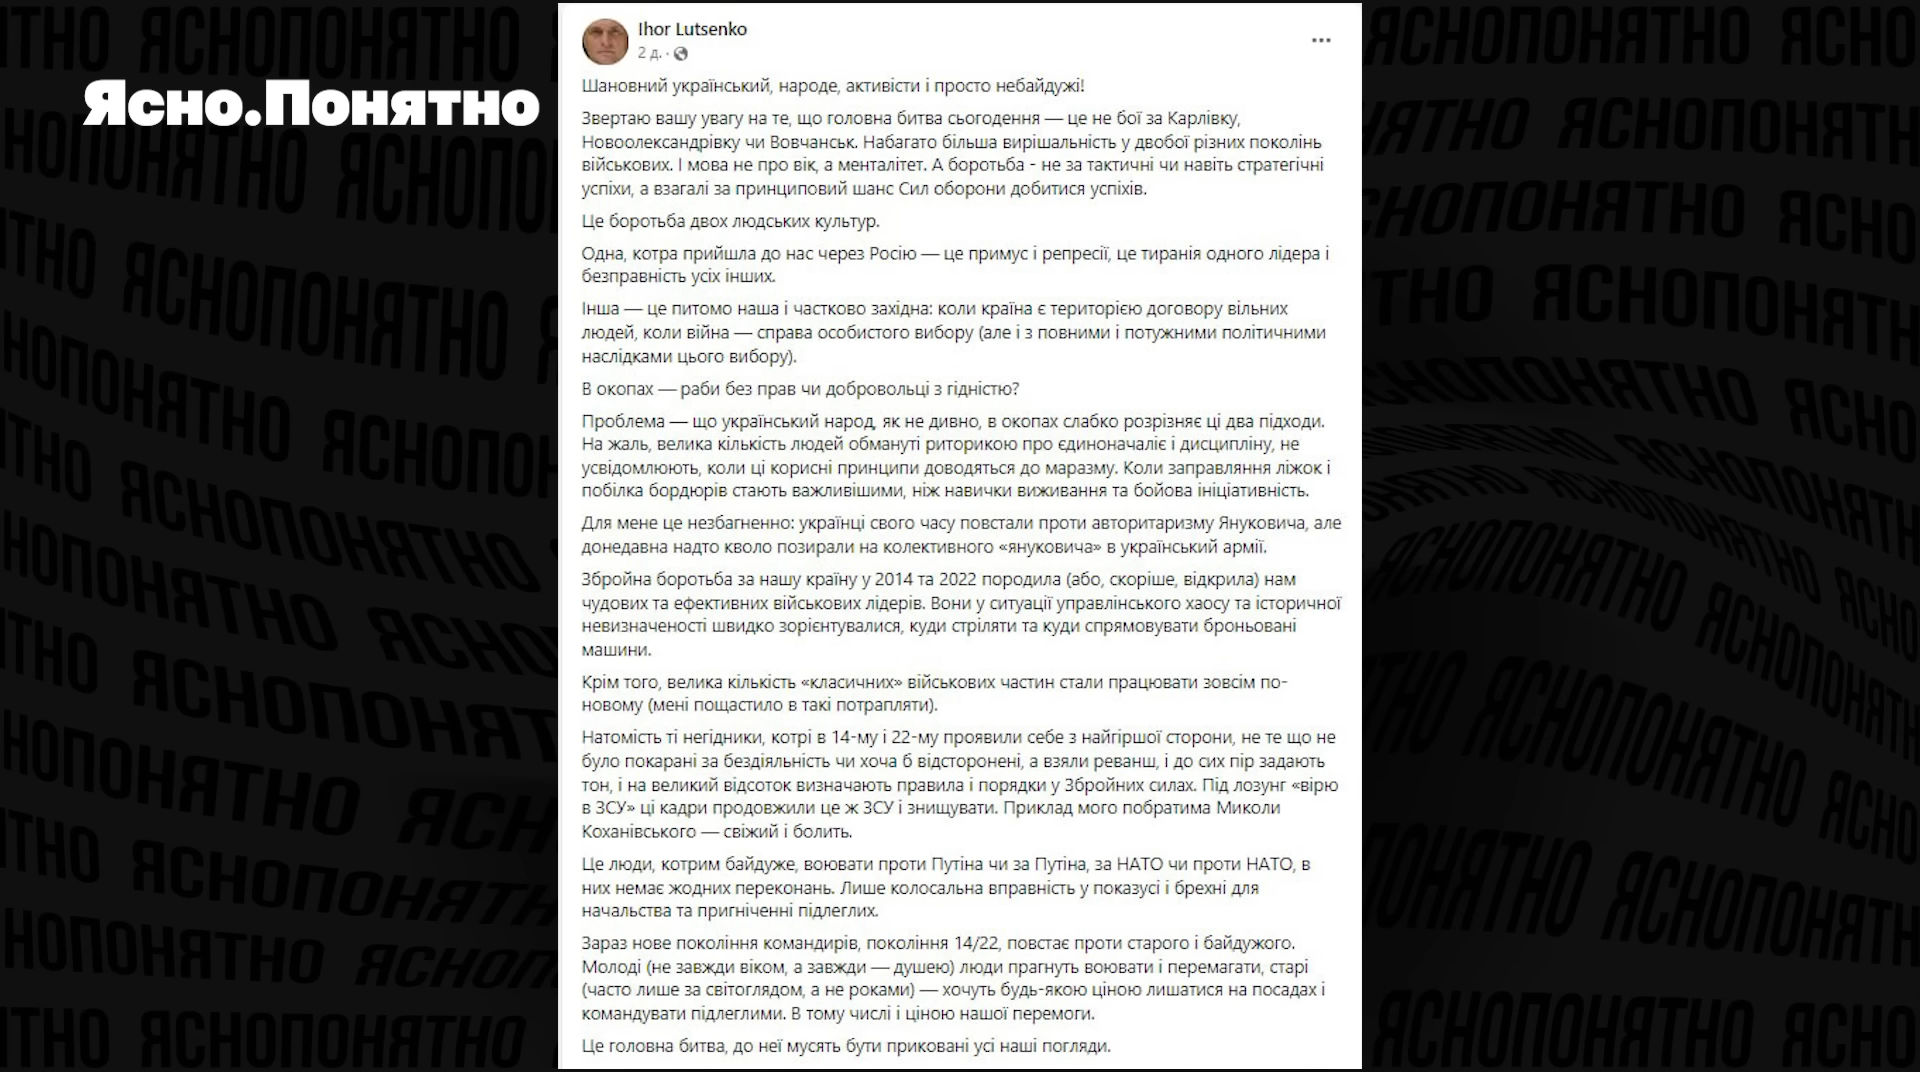 Ясно.Понятно
Ihor Lutsenko
2 д. ·
Шановний український, народе, активісти і просто небайдужі!
Звертаю вашу увагу на те, що головна битва сьогодення — це не бої за Карлівку,
Новоолександрівку чи Вовчанськ. Набагато більша вирішальність у двобої різних поколінь
військових. І мова не про вік, а менталітет. А боротьба - не за тактичні чи навіть стратегічні
успіхи, а взагалі за принциповий шанс Сил оборони добитися успіхів.
Це боротьба двох людських культур.
Одна, котра прийшла до нас через Росію — це примус і репресії, це тиранія одного лідера і
безправність усіх інших.
Інша — це питомо наша і частково західна: коли країна є територією договору вільних
людей, коли війна — справа особистого вибору (але і з повними і потужними політичними
наслідками цього вибору).
В окопах — раби без прав чи добровольці з гідністю?
Проблема — що український народ, як не дивно, в окопах слабко розрізняє ці два підходи.
На жаль, велика кількість людей обмануті риторикою про єдиноначаліє і дисципліну, не
усвідомлюють, коли ці корисні принципи доводяться до маразму. Коли заправляння ліжок і
побілка бордюрів стають важливішими, ніж навички виживання та бойова ініціативність.
Для мене це незбагненно: українці свого часу повстали проти авторитаризму Януковича, але
донедавна надто кволо позирали на колективного «януковича» в українській армії.
Збройна боротьба за нашу країну у 2014 та 2022 породила (або, скоріше, відкрила) нам
чудових та ефективних військових лідерів. Вони у ситуації управлінського хаосу та історичної
невизначеності швидко зорієнтувалися, куди стріляти та куди спрямовувати броньовані
машини.
Крім того, велика кількість «класичних» військових частин стали працювати зовсім по-
новому (мені пощастило в такі потрапляти).
Натомість ті негідники, котрі в 14-му і 22-му проявили себе з найгіршої сторони, не те що не
було покарані за бездіяльність чи хоча б відсторонені, а взяли реванш, і до сих пір задають
тон, і на великий відсоток визначають правила і порядки у Збройних силах. Під лозунг «вірю
в ЗСУ» ці кадри продовжили це ж ЗСУ і знищувати. Приклад мого побратима Миколи
Коханівського — свіжий і болить.
Це люди, котрим байдуже, воювати проти Путіна чи за Путіна, за НАТО чи проти НАТО, в
них немає жодних переконань. Лише колосальна вправність у показусі і брехні для
начальства та пригніченні підлеглих.
Зараз нове покоління командирів, покоління 14/22, повстає проти старого і байдужого.
Молоді (не завжди віком, а завжди — душею) люди прагнуть воювати і перемагати, старі
(часто лише за світоглядом, а не роками) — хочуть будь-якою ціною лишатися на посадах і
командувати підлеглими. В тому числі і ціною нашої перемоги.
Це головна битва, до неї мусять бути приковані усі наші погляди.